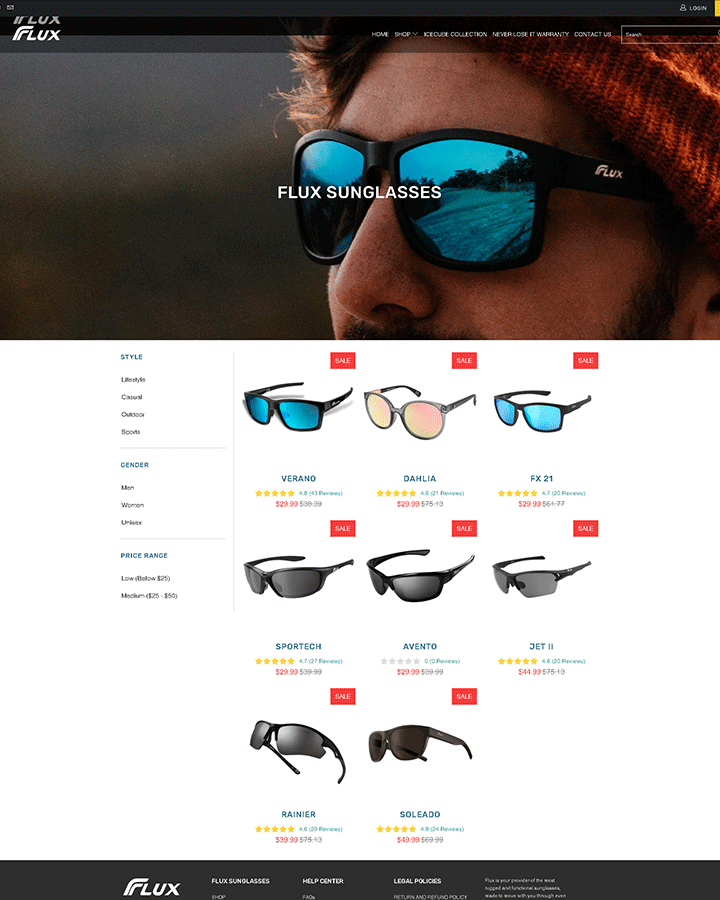 LOGIN
FLUX
FLUX
HOME SHOP ICECUBE COLLECTION NEVER LOSE IT WARRANTY CONTACT US Search
FLUX
FLUX SUNGLASSES
STYLE
Lifestyle
Casual
Outdoor
Sports
GENDER
Men
Women
Unisex
PRICE RANGE
Low (Below $25)
Medium ($25 - $50)
SALE SALE SALE
VERANO DAHLIA FX 21
4.8 (43 Reviews) 4.8 (21 Reviews) 4.7 (20 Reviews)
$29.99 $39.39 $29.99 $75.13 $29.99 $61.77
SALE SALE SALE
SPORTECH AVENTO JET II
4.7 (27 Reviews) 0 (0 Reviews) 4.8 (20 Reviews)
$29.99 $39.99 $29.99 $39.99 $44.99 $75.13
SALE SALE
RAINIER SOLEADO
4.8 (29 Reviews) 4.8 (24 Reviews)
$39.99 $75.13 $49.99 $69.99
FLUX
FLUX SUNGLASSES HELP CENTER LEGAL POLICIES
SHOP FAQs RETURN AND REFUND POLICY
Flux is your provider of the most
rugged and functional sunglasses,
made to move with you through even